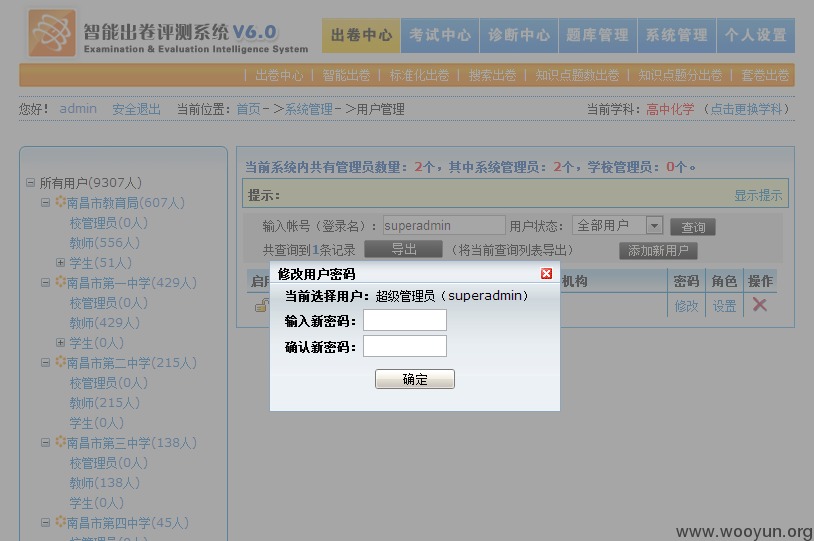 智能出卷评测系统 V6.0
Examination & Evaluation Intelligence System
出卷中心 考试中心 诊断中心 题库管理 系统管理 个人设置
| 出卷中心 | 智能出卷 | 标准化出卷 | 搜索出卷 | 知识点题数出卷 | 知识点题分出卷 | 套卷出卷
您好! admin 安全退出 当前位置：首页->系统管理->用户管理 当前学科：高中化学（点击更换学科）
所有用户(9307人)
南昌市教育局(607人)
校管理员(0人)
教师(556人)
学生(51人)
南昌市第一中学(429人)
校管理员(0人)
教师(429人)
学生(0人)
南昌市第二中学(215人)
校管理员(0人)
教师(215人)
学生(0人)
南昌市第三中学(138人)
校管理员(0人)
教师(138人)
学生(0人)
南昌市第四中学(45人)
当前系统内共有管理员数量：2个，其中系统管理员：2个，学校管理员：0个。
提示： 显示提示
输入帐号（登录名）：superadmin 用户状态：全部用户 查询
共查询到1条记录 导出 （将当前查询列表导出） 添加新用户
启 机构 密码 角色 操作
修改 设置
修改用户密码
当前选择用户：超级管理员（superadmin）
输入新密码：
确认新密码：
确定
www.wooyun.org